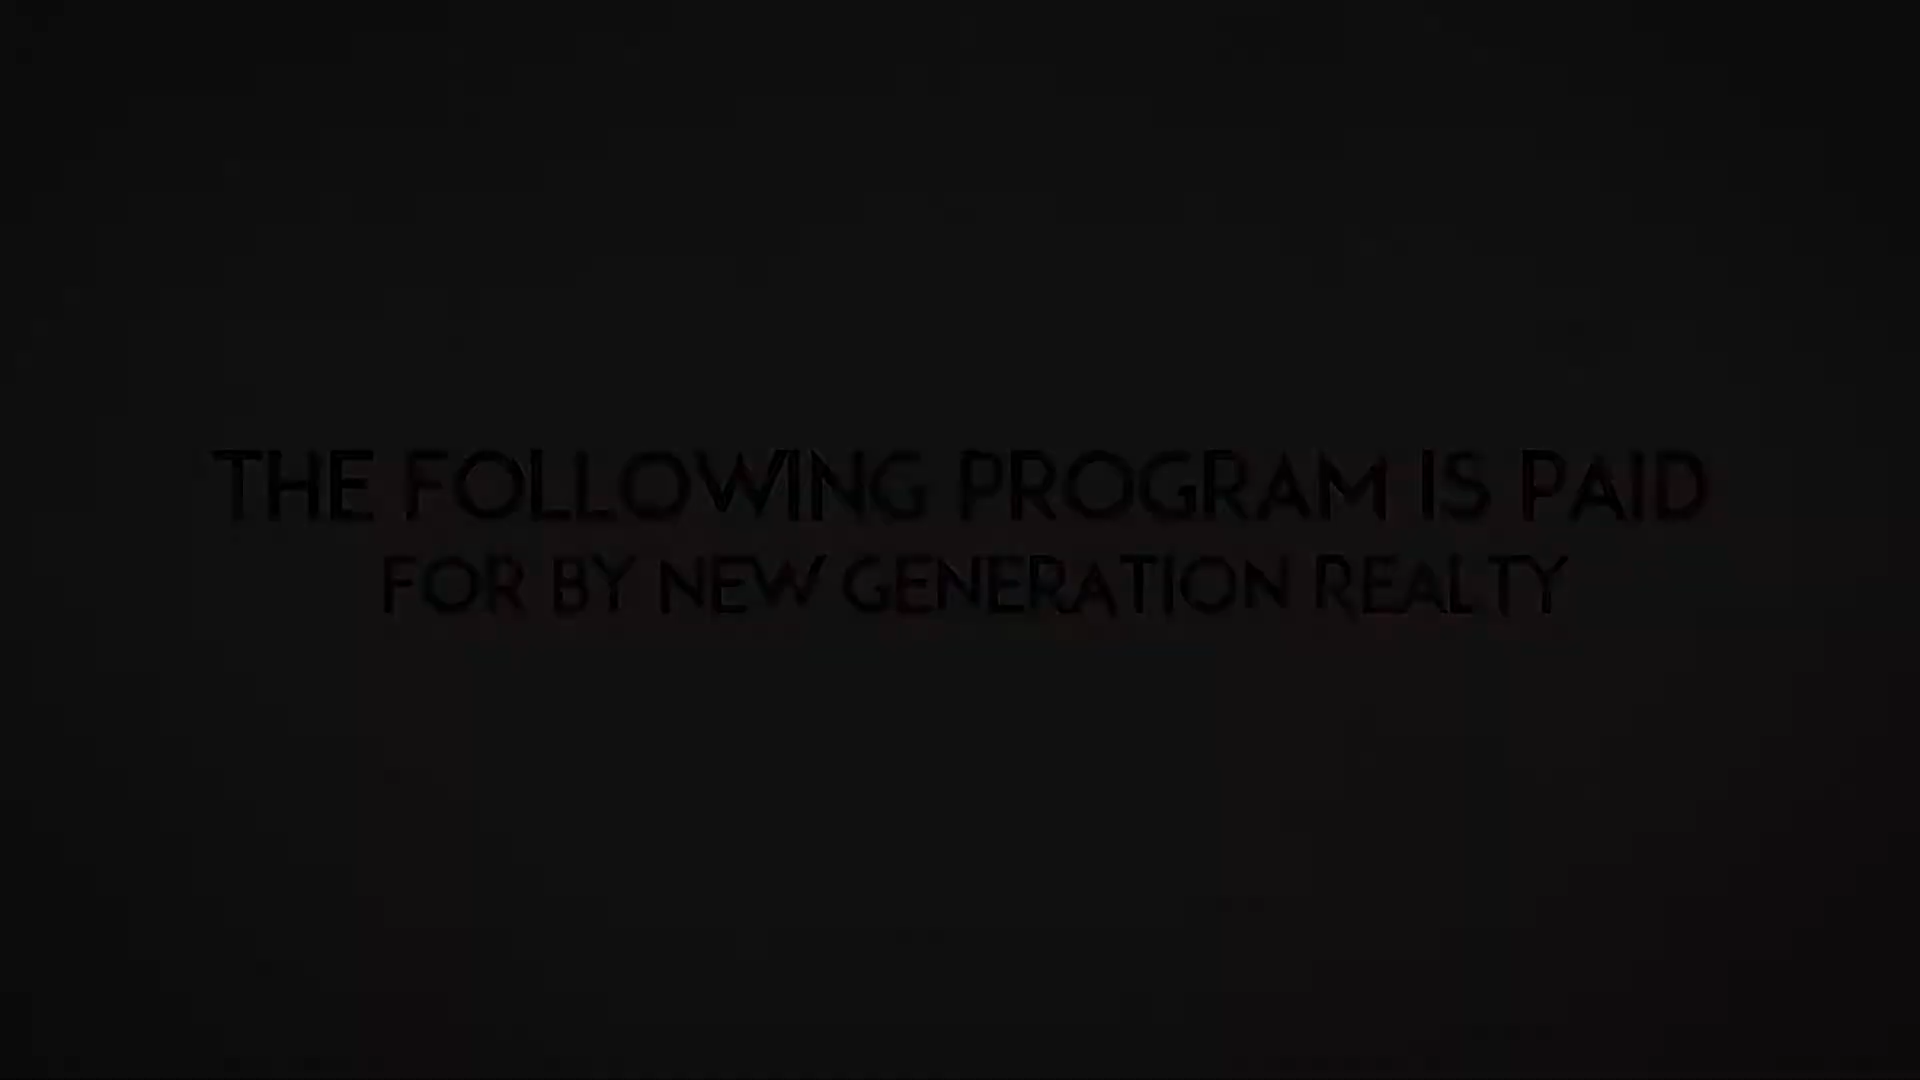 THE FOLLOWING PROGRAM IS PAID
FOR BY NEW GENERATION REALTY